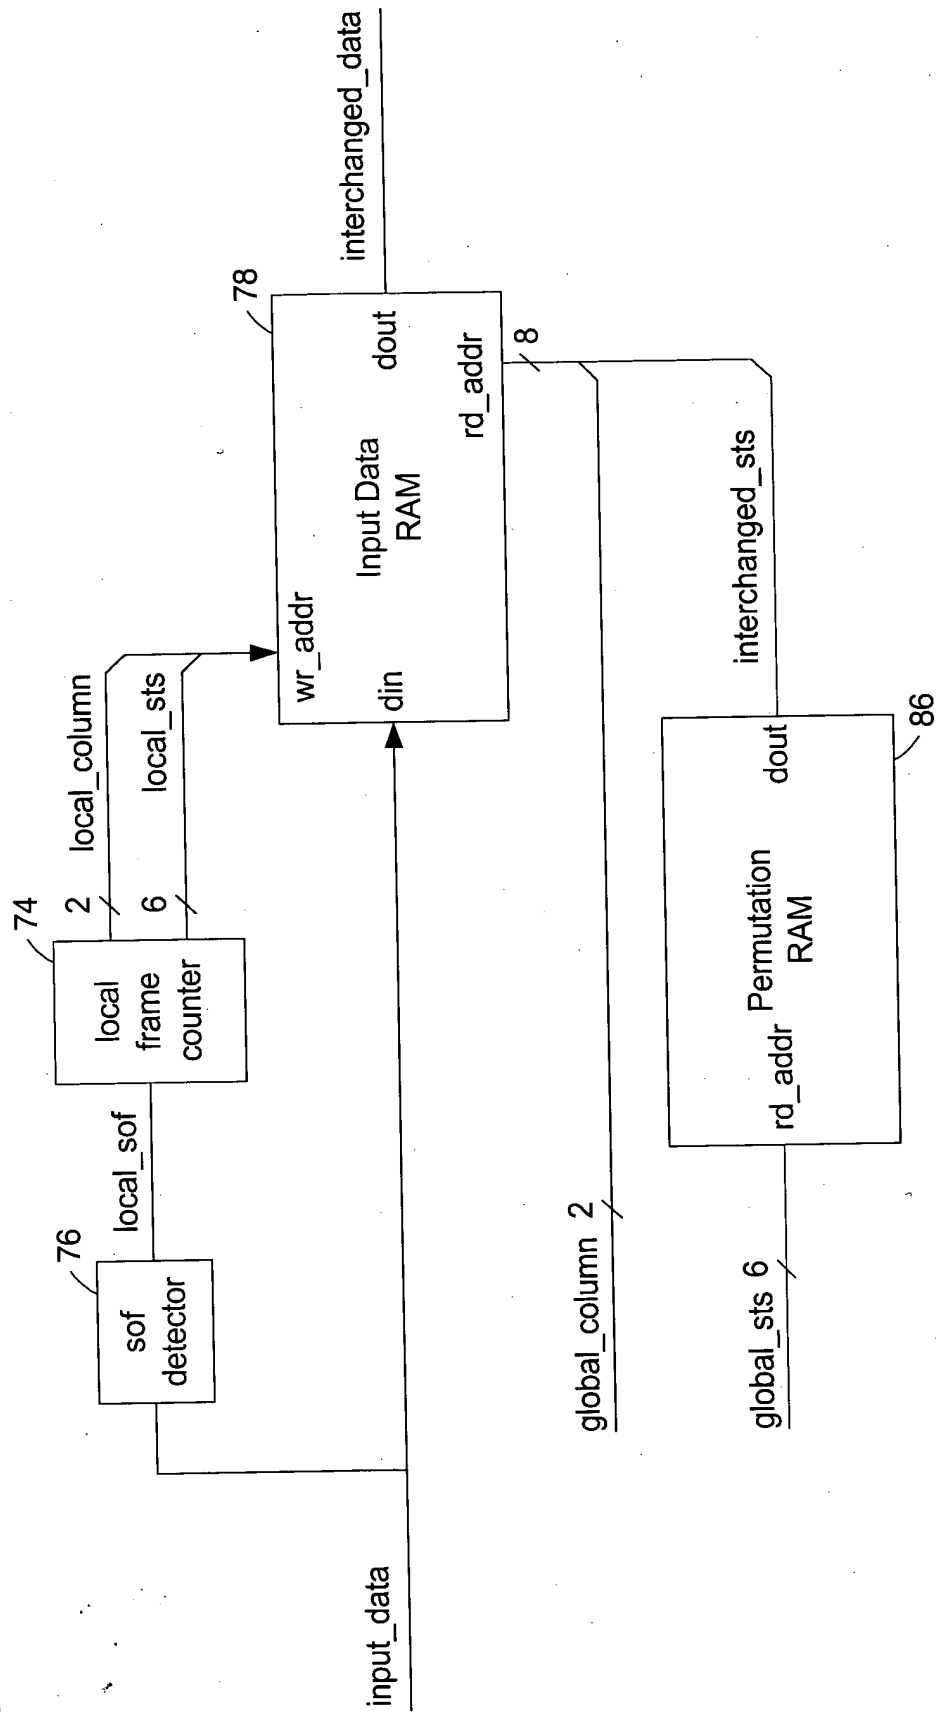 input_data
76
sof
detector
local_sof
74
local
frame
counter
2
local_column
6
local_sts
78
wr_addr
din
Input Data
RAM
dout
rd_addr
interchanged_data
8
global_column 2
global_sts 6
rd_addr
Permutation
RAM
dout
86
interchanged_sts